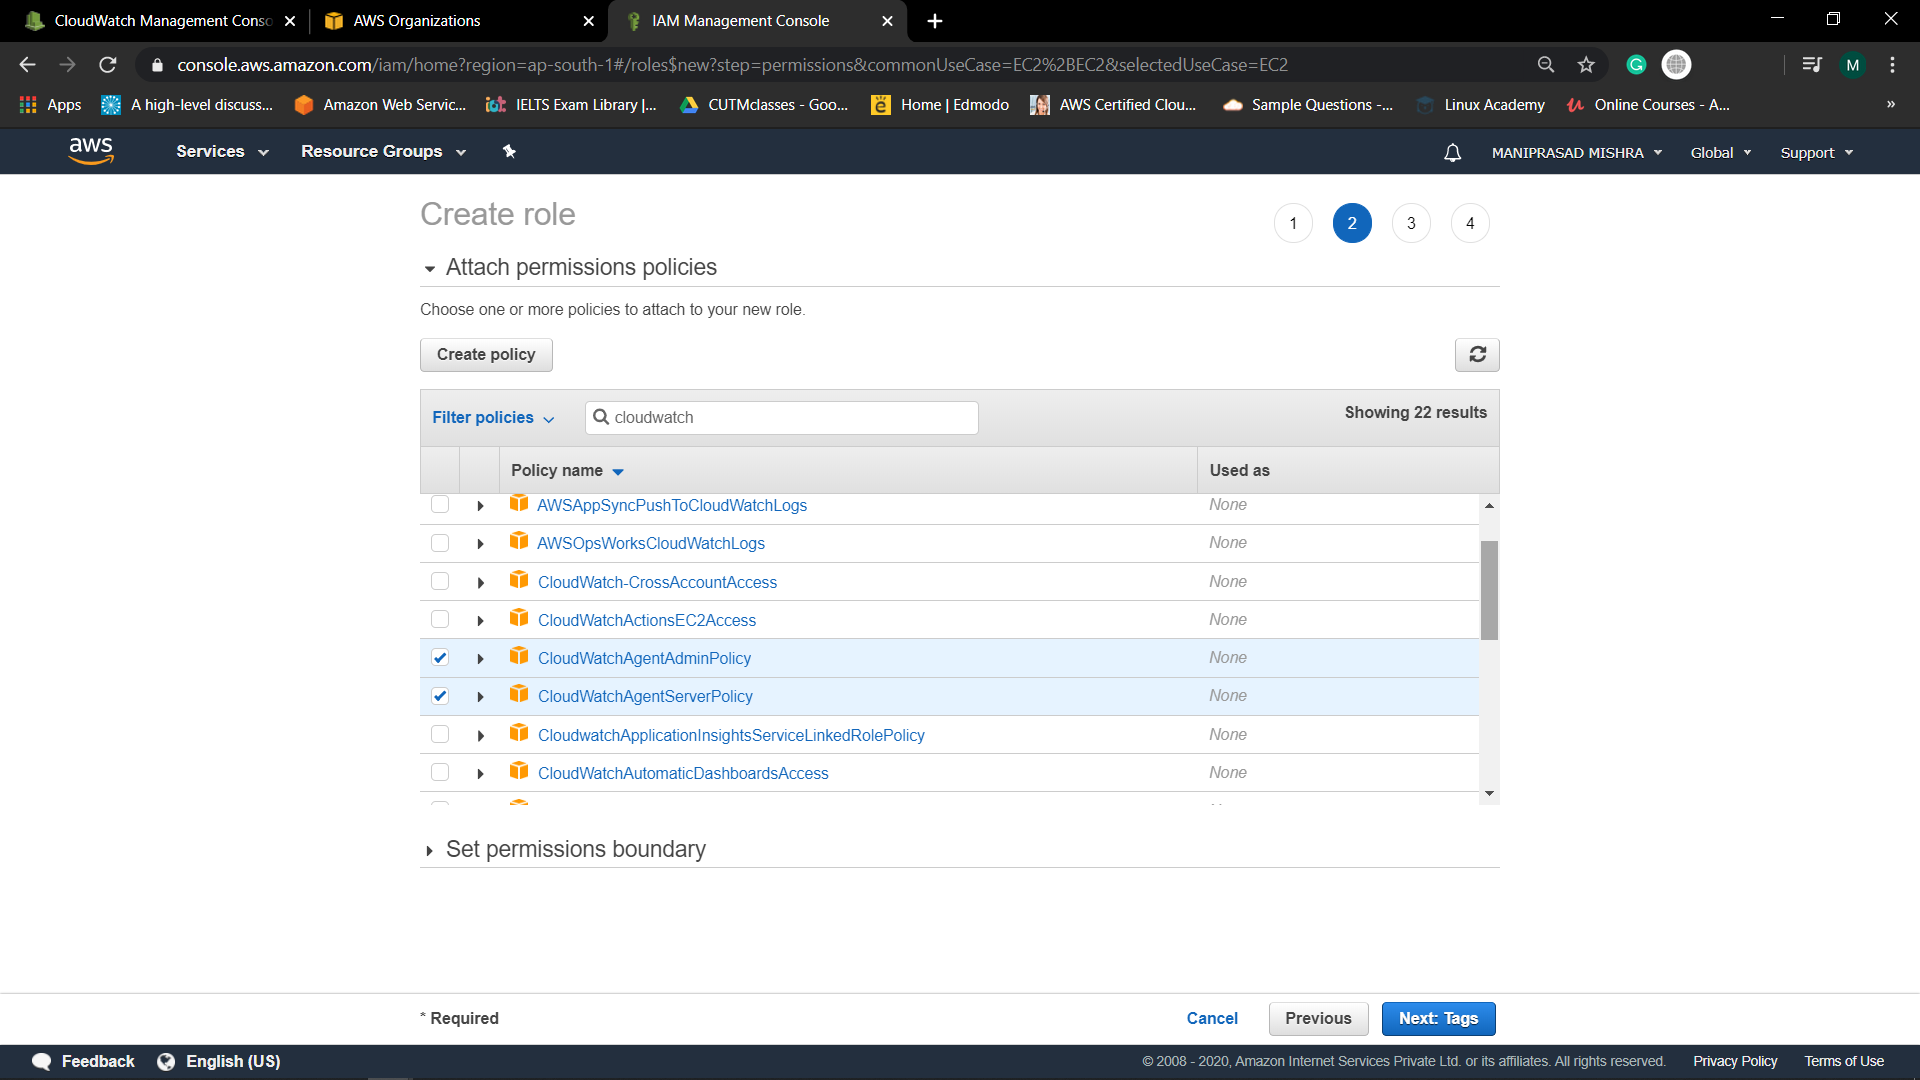 CloudWatch Management Conso
AWS Organizations
IAM Management Console
console.aws.amazon.com/iam/home?region=ap-south-1#/roles$new?step=permissions&commonUseCase=EC2%2BEC2&selectedUseCase=EC2
G
M
Apps
A high-level discuss...
Amazon Web Servic...
IELTS Exam Library |...
CUTMclasses - Goo...
Home | Edmodo
AWS Certified Clou...
Sample Questions -...
Linux Academy
Online Courses - A...
»
aws
Services
Resource Groups
MANIPRASAD MISHRA
Global
Support
Create role
1
2
3
4
Attach permissions policies
Choose one or more policies to attach to your new role.
Create policy
Filter policies
cloudwatch
Showing 22 results
Policy name
Used as
AWSAppSyncPushToCloudWatchLogs
None
AWSOpsWorksCloudWatchLogs
None
CloudWatch-CrossAccountAccess
None
CloudWatchActionsEC2Access
None
CloudWatchAgentAdminPolicy
None
CloudWatchAgentServerPolicy
None
CloudwatchApplicationInsightsServiceLinkedRolePolicy
None
CloudWatchAutomaticDashboardsAccess
None
Set permissions boundary
* Required
Cancel
Previous
Next: Tags
Feedback
English (US)
© 2008 - 2020, Amazon Internet Services Private Ltd. or its affiliates. All rights reserved.
Privacy Policy
Terms of Use